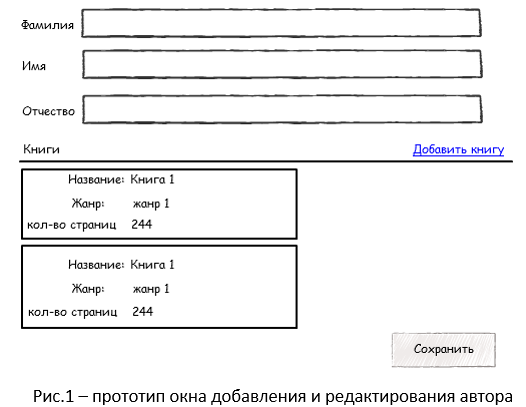 Фамилия
Имя
Отчество
Книги Добавить книгу
Название: Книга 1
Жанр: жанр 1
кол-во страниц 244
Название: Книга 1
Жанр: жанр 1
кол-во страниц 244
Сохранить
Рис.1 – прототип окна добавления и редактирования автора